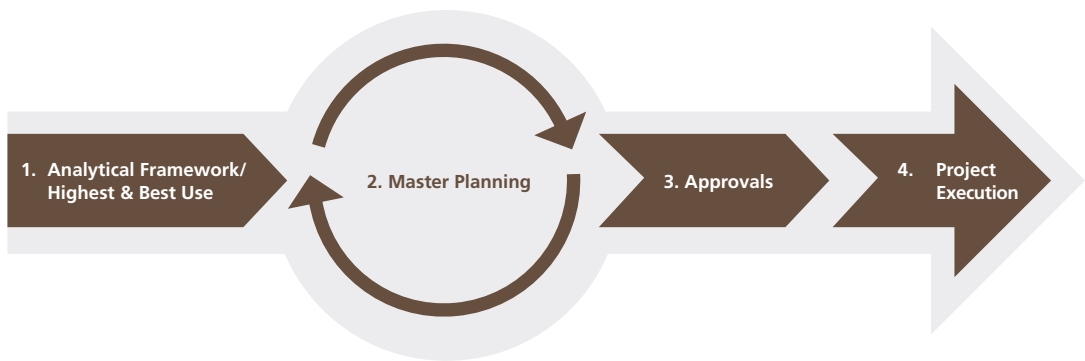 1. Analytical Framework/
Highest & Best Use
2. Master Planning
3. Approvals
4. Project
Execution